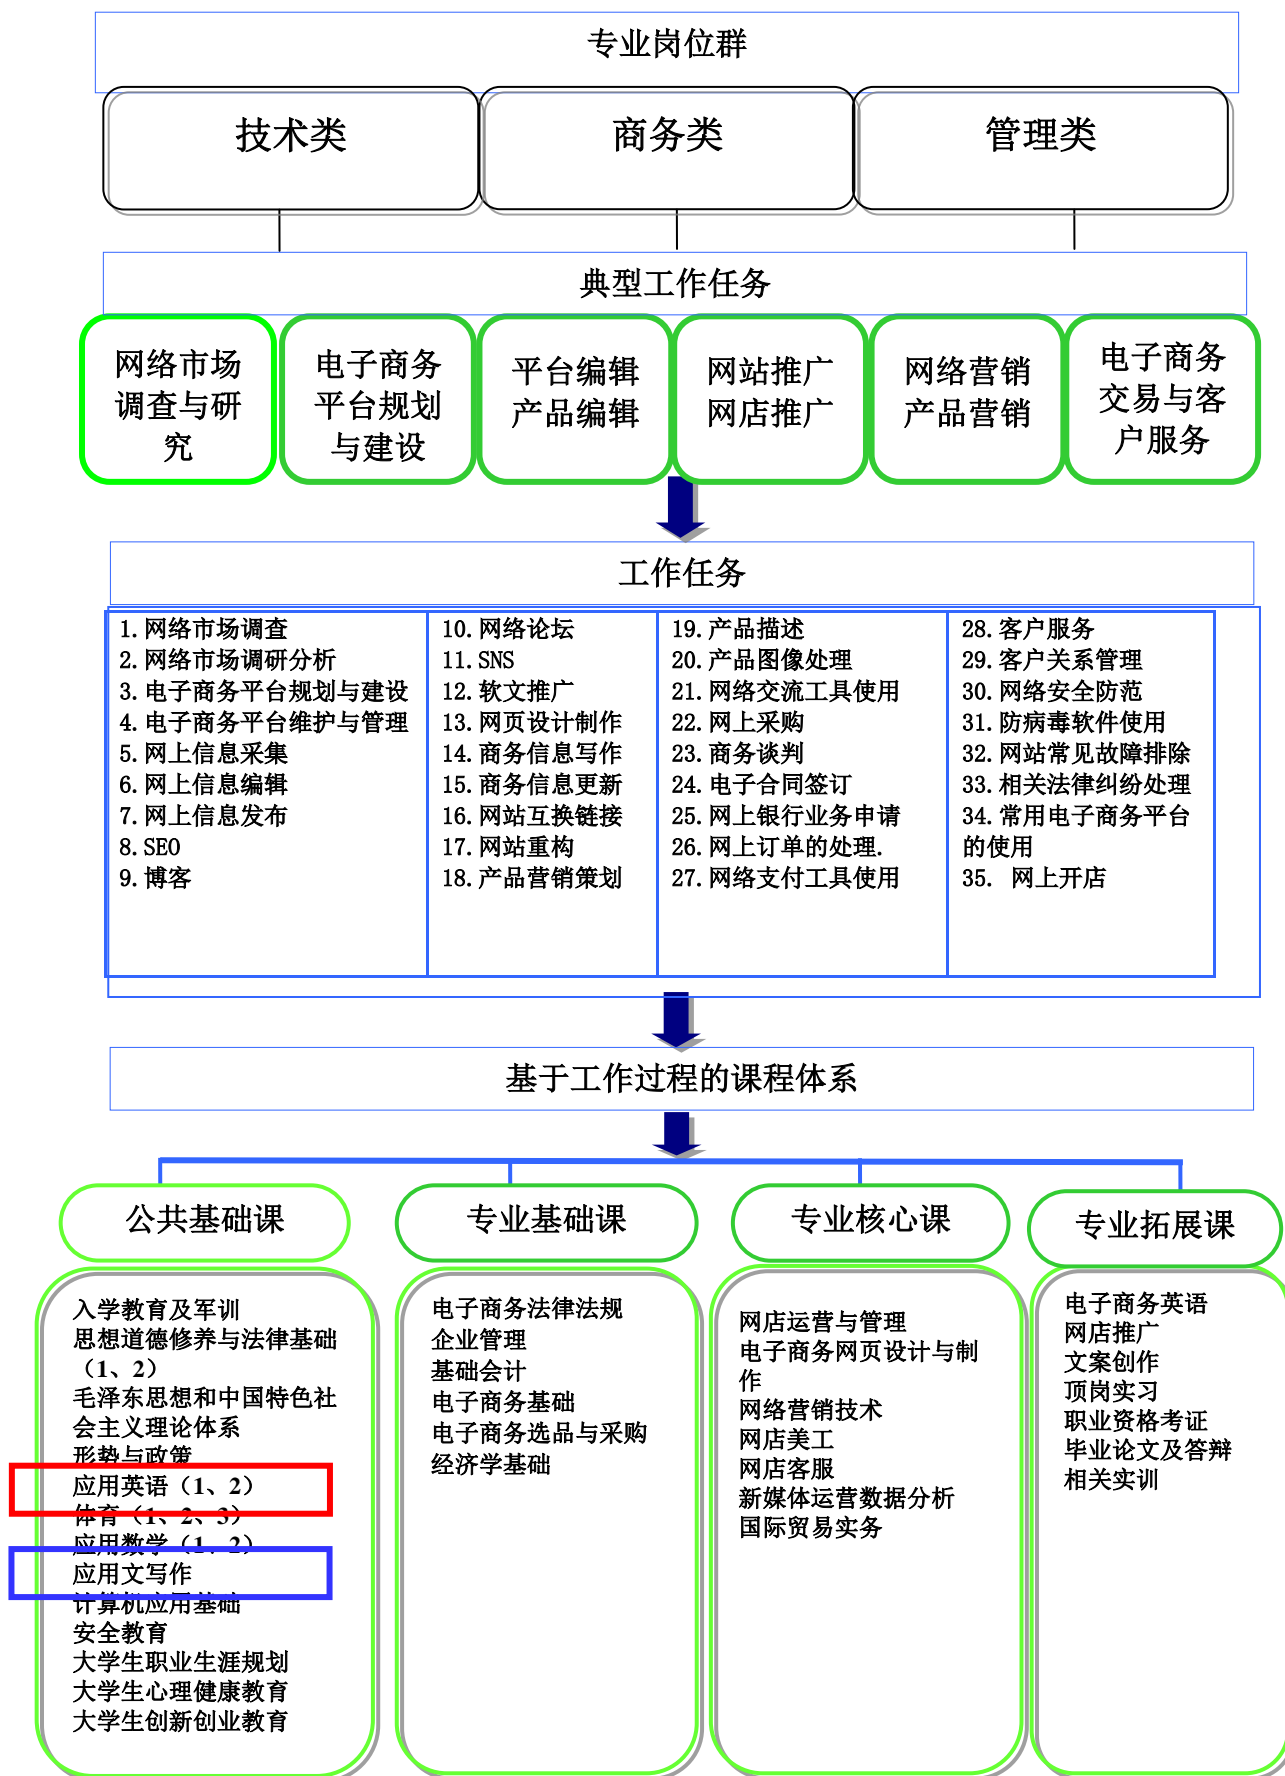 专业岗位群
技术类
商务类
管理类
典型工作任务
网络市场
调查与研
究
电子商务
平台规划
与建设
平台编辑
产品编辑
网站推广
网店推广
网络营销
产品营销
电子商务
交易与客
户服务
工作任务
1.网络市场调查
2.网络市场调研分析
3.电子商务平台规划与建设
4.电子商务平台维护与管理
5.网上信息采集
6.网上信息编辑
7.网上信息发布
8.SEO
9.博客
10.网络论坛
11.SNS
12.软文推广
13.网页设计制作
14.商务信息写作
15.商务信息更新
16.网站互换链接
17.网站重构
18.产品营销策划
19.产品描述
20.产品图像处理
21.网络交流工具使用
22.网上采购
23.商务谈判
24.电子合同签订
25.网上银行业务申请
26.网上订单的处理.
27.网络支付工具使用
28.客户服务
29.客户关系管理
30.网络安全防范
31.防病毒软件使用
32.网站常见故障排除
33.相关法律纠纷处理
34.常用电子商务平台
的使用
35. 网上开店
基于工作过程的课程体系
公共基础课
入学教育及军训
思想道德修养与法律基础
（1、2）
毛泽东思想和中国特色社
会主义理论体系
形势与政策
应用英语（1、2）
体育（1、2、3）
应用数学（1、2）
应用文写作
计算机应用基础
安全教育
大学生职业生涯规划
大学生心理健康教育
大学生创新创业教育
专业基础课
电子商务法律法规
企业管理
基础会计
电子商务基础
电子商务选品与采购
经济学基础
专业核心课
网店运营与管理
电子商务网页设计与制
作
网络营销技术
网店美工
网店客服
新媒体运营数据分析
国际贸易实务
专业拓展课
电子商务英语
网店推广
文案创作
顶岗实习
职业资格考证
毕业论文及答辩
相关实训